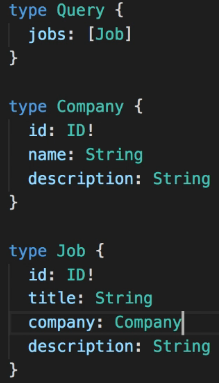 type Query {
  jobs: [Job]
}

type Company {
  id: ID!
  name: String
  description: String
}

type Job {
  id: ID!
  title: String
  company: Company
  description: String
}